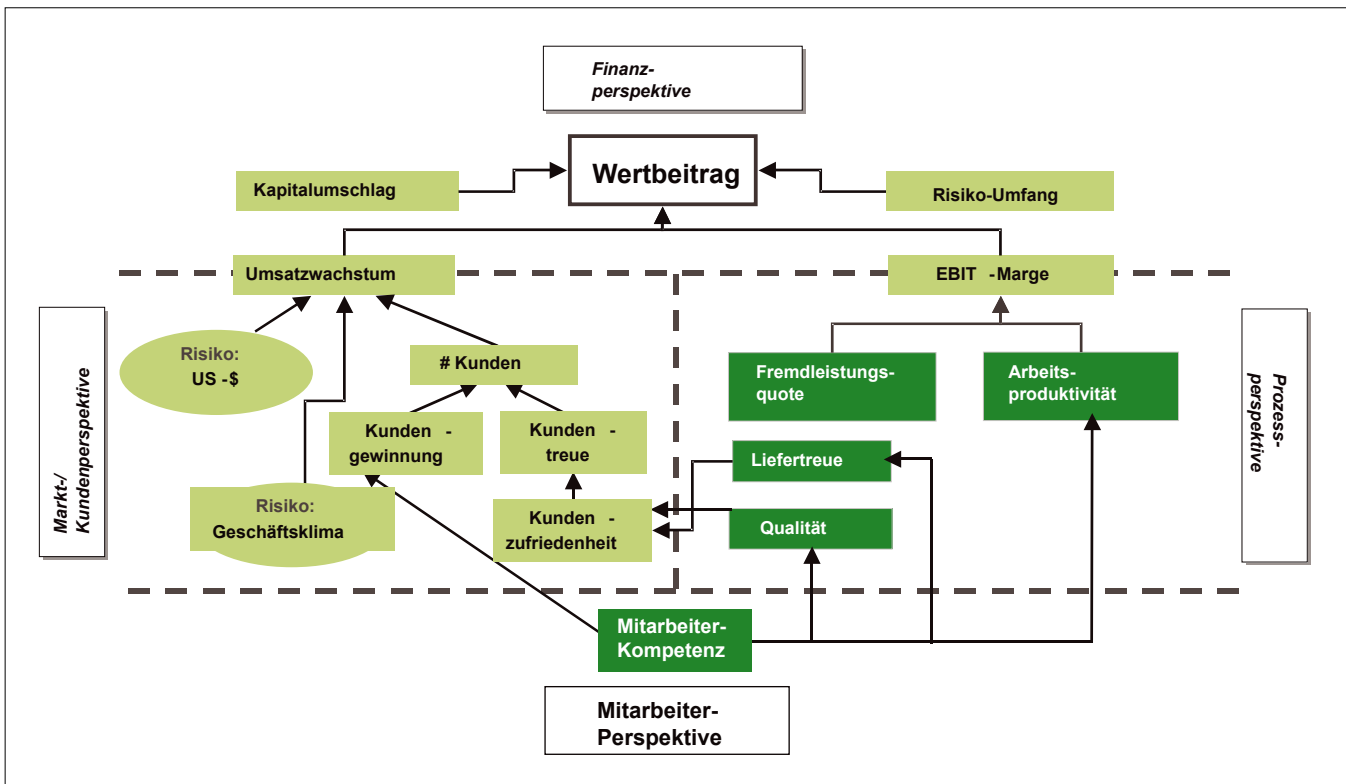 Finanz-
perspektive
Wertbeitrag
Kapitalumschlag
Risiko-Umfang
Umsatzwachstum
EBIT -Marge
Markt-/
Kundenperspektive
Risiko:
US -$
# Kunden
Fremdleistungs-
quote
Arbeits-
produktivität
Prozess-
perspektive
Kunden -
gewinnung
Kunden -
treue
Liefertreue
Risiko:
Geschäftsklima
Kunden -
zufriedenheit
Qualität
Mitarbeiter-
Kompetenz
Mitarbeiter-
Perspektive